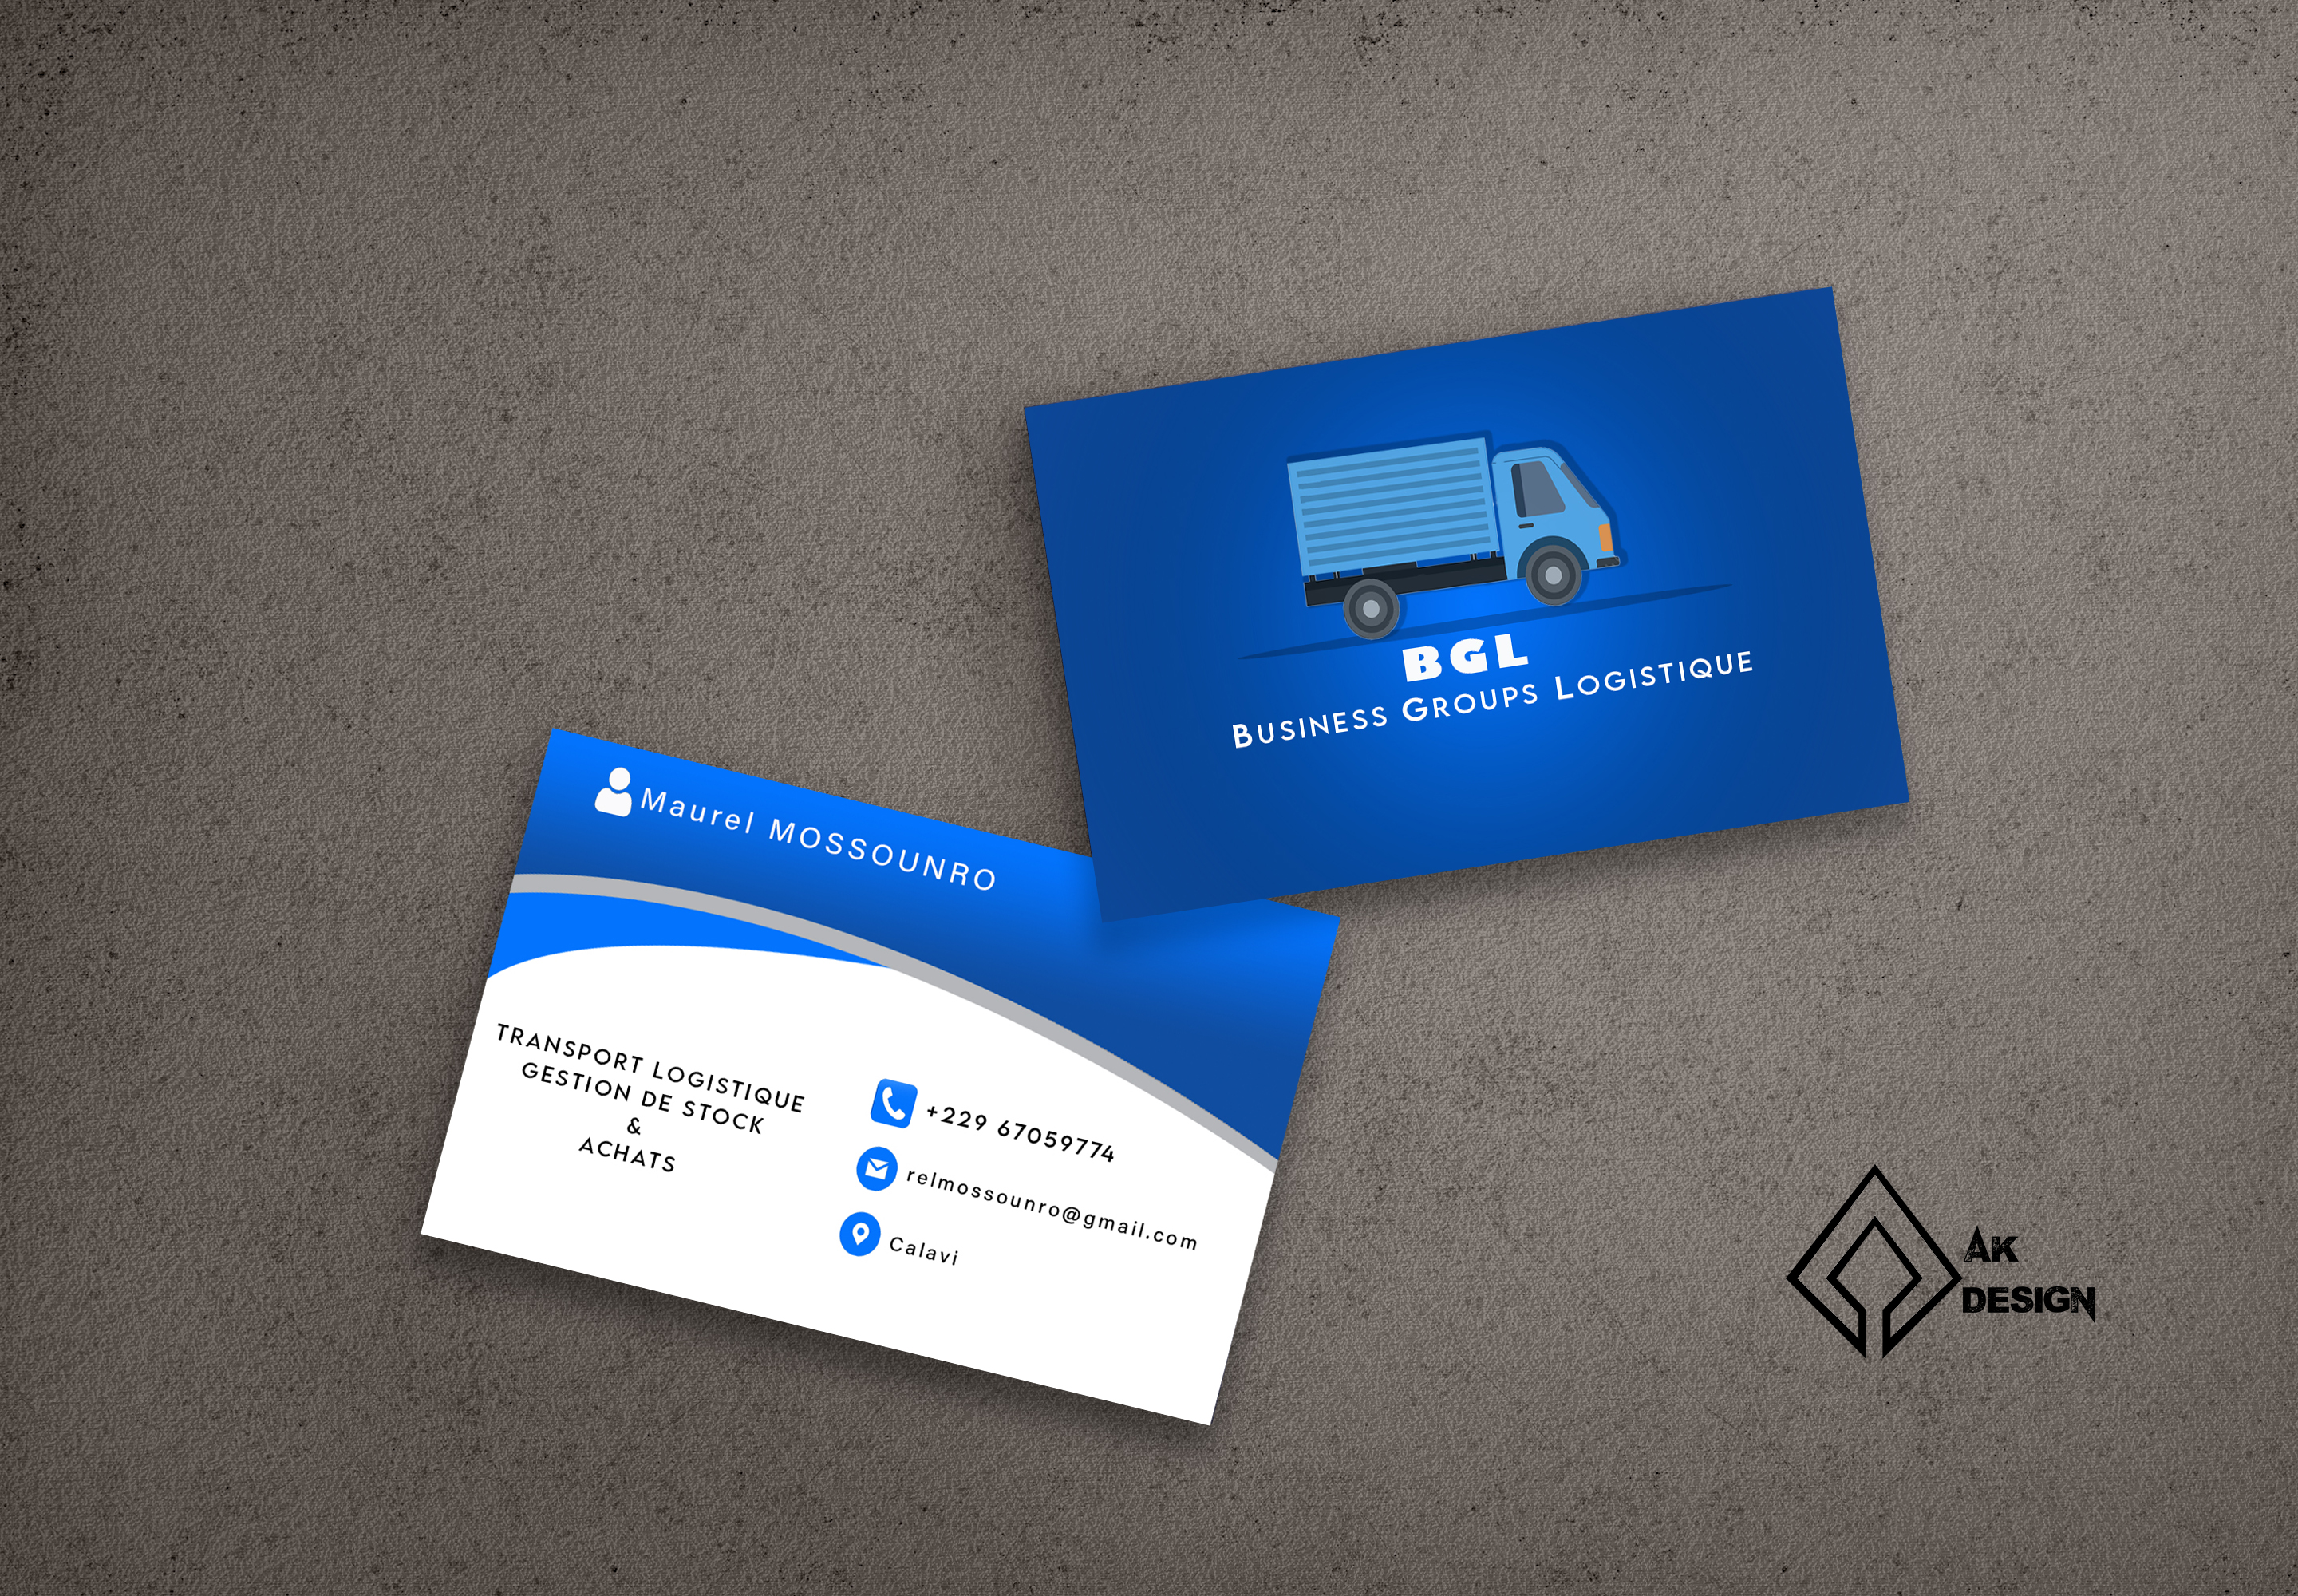 BGL
Business Groups Logistique
Maurel MOSSOUNRO
TRANSPORT LOGISTIQUE
GESTION DE STOCK
&
ACHATS
+229 67059774
relmossounro@gmail.com
Calavi
AK
DESIGN